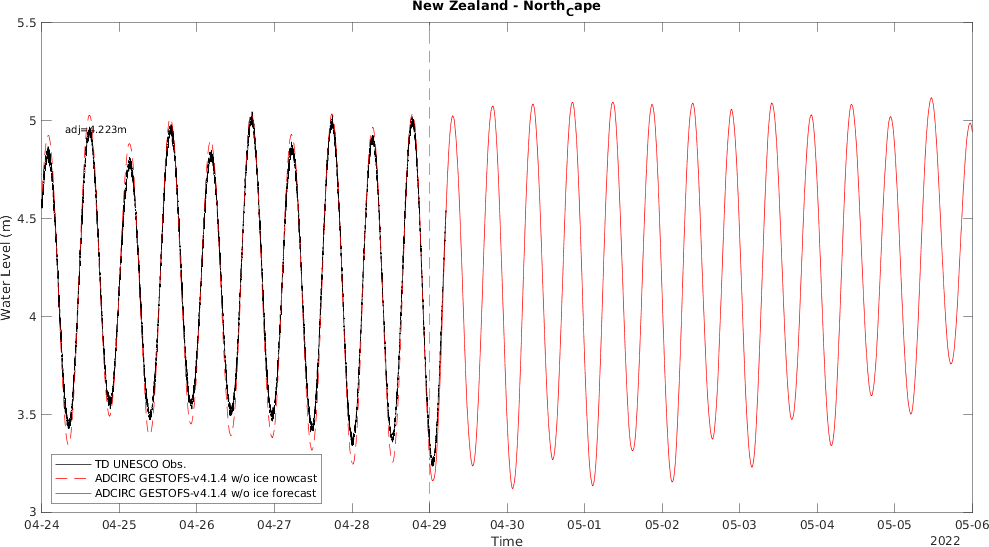 New Zealand - NorthCape
5.5
5
4.5
4
3.5
3
Water Level (m)
adj=4.223m
TD UNESCO Obs.
ADCIRC GESTOFS-v4.1.4 w/o ice nowcast
ADCIRC GESTOFS-v4.1.4 w/o ice forecast
04-24 04-25 04-26 04-27 04-28 04-29 04-30 05-01 05-02 05-03 05-04 05-05 05-06
Time
2022